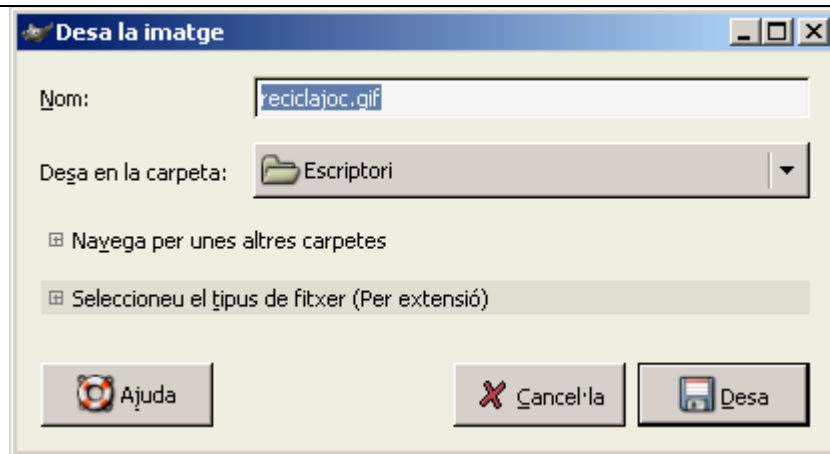 Desa la imatge
Nom: reciclajoc.gif
Desa en la carpeta: Escriptori
Navega per unes altres carpetes
Seleccioneu el tipus de fitxer (Per extensió)
Ajuda Cancel·la Desa